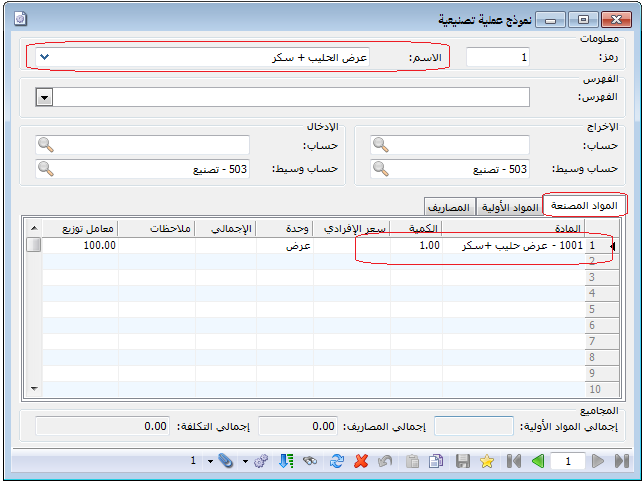 نموذج عملية تصنيعية
معلومات
رمز: 1 الاسم: عرض الحليب + سكر
الفهرس
الفهرس:
الإخراج الإدخال
حساب: حساب:
حساب وسيط: 503 - تصنيع حساب وسيط: 503 - تصنيع
المواد المصنعة المواد الأولية المصاريف
المادة الكمية سعر الإفرادي وحدة الإجمالي ملاحظات معامل توزيع
1 1001 - عرض حليب +سكر 1.00 عرض 100.00
2
3
4
5
6
7
8
9
10
المجاميع
إجمالي المواد الأولية: إجمالي المصاريف: 0.00 إجمالي التكلفة: 0.00
1 1